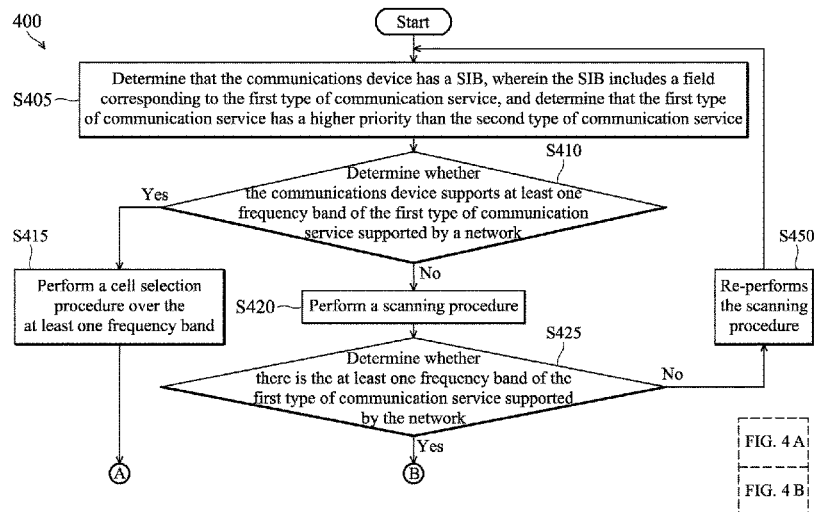 400
Start
S405
Determine that the communications device has a SIB, wherein the SIB includes a field
corresponding to the first type of communication service, and determine that the first type
of communication service has a higher priority than the second type of communication service
S410
Determine whether
the communications device supports at least one
frequency band of the first type of communication
service supported by a network
Yes
No
S415
Perform a cell selection
procedure over the
at least one frequency band
S420
Perform a scanning procedure
S450
Re-performs
the scanning
procedure
S425
Determine whether
there is the at least one frequency band of the
first type of communication service supported
by the network
No
Yes
A
B
FIG. 4 A
FIG. 4 B